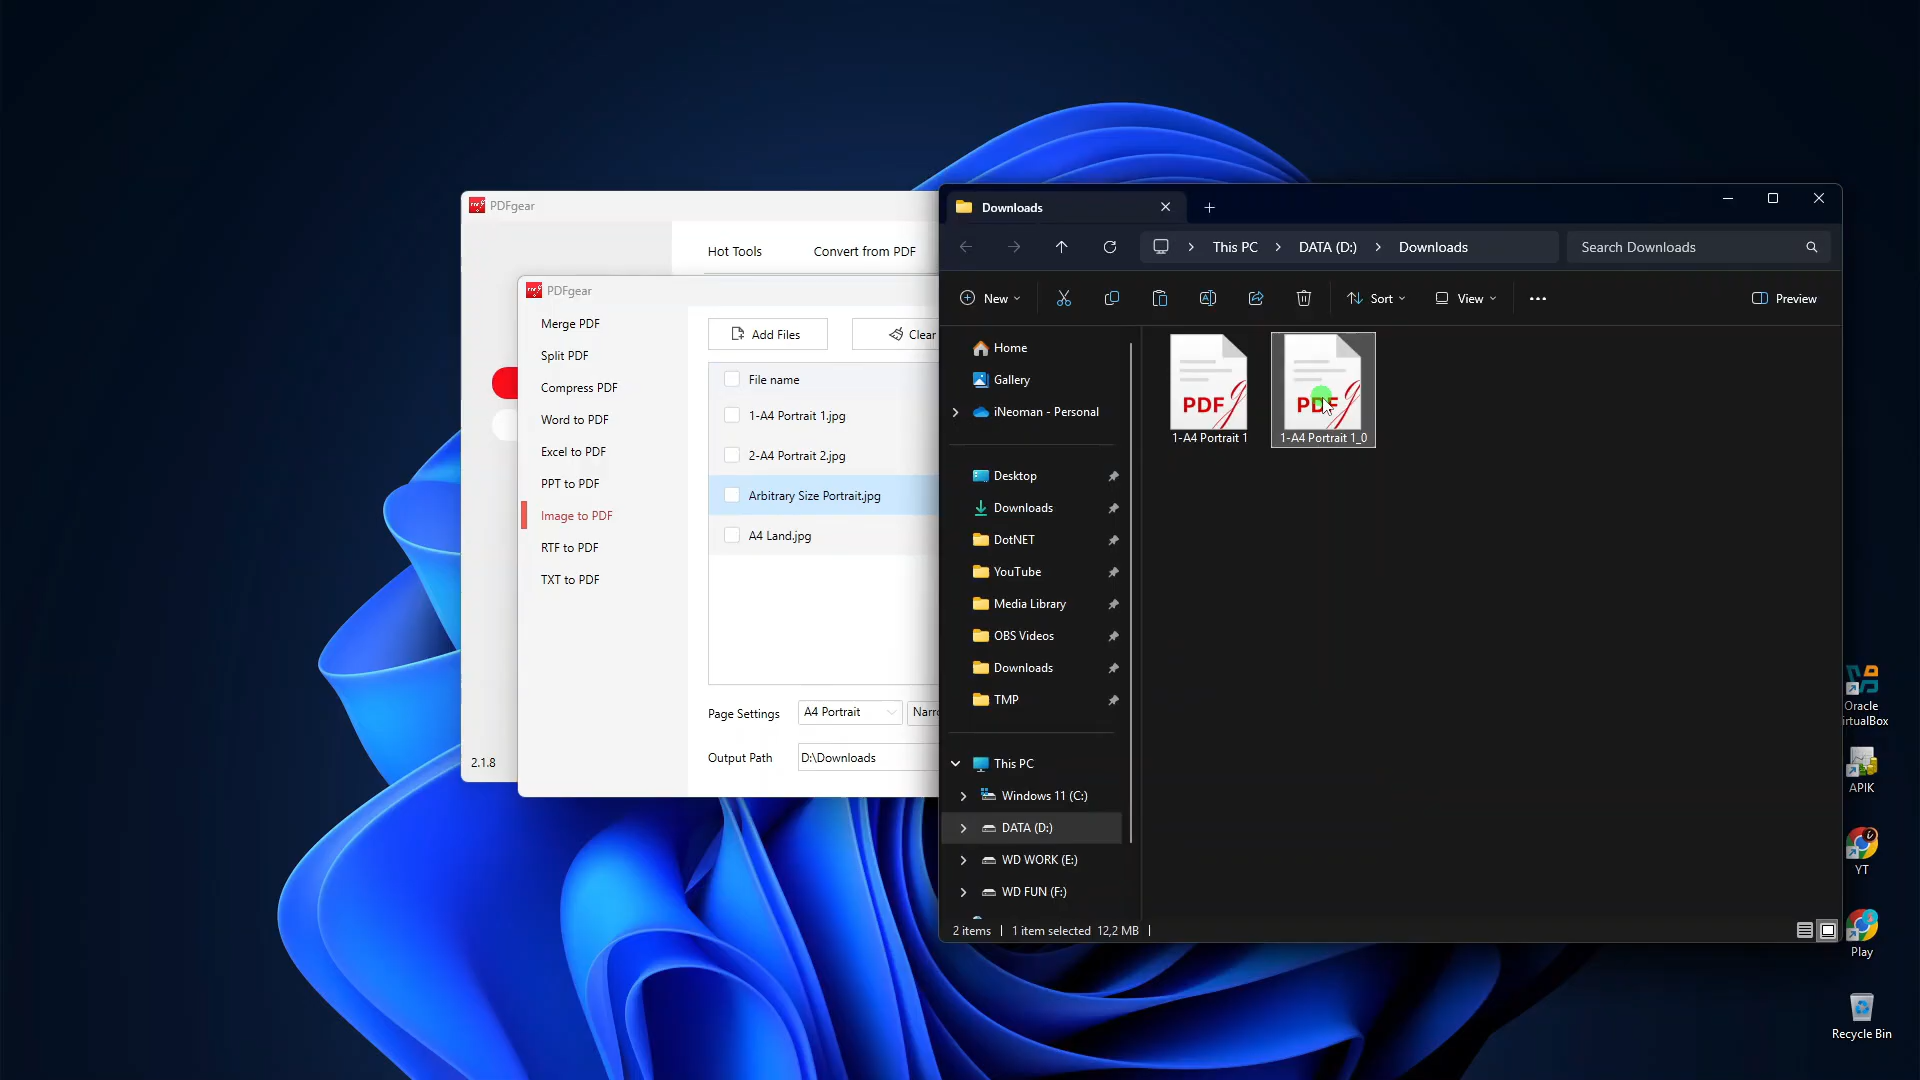 PDFgear
Hot Tools
Convert from PDF
2.1.8
PDFgear
Merge PDF
Split PDF
Compress PDF
Word to PDF
Excel to PDF
PPT to PDF
Image to PDF
RTF to PDF
TXT to PDF
Add Files
Clear
File name
1-A4 Portrait 1.jpg
2-A4 Portrait 2.jpg
Arbitrary Size Portrait.jpg
A4 Land.jpg
Page Settings
A4 Portrait
Output Path
D:\Downloads
Downloads
This PC
DATA (D:)
Downloads
Search Downloads
New
Sort
View
Preview
Home
Gallery
iNeoman - Personal
Desktop
Downloads
DotNET
YouTube
Media Library
OBS Videos
Downloads
TMP
This PC
Windows 11 (C:)
DATA (D:)
WD WORK (E:)
WD FUN (F:)
PDF
1-A4 Portrait 1
PDF
1-A4 Portrait 1_0
2 items
1 item selected 12,2 MB
Oracle
APIK
YT
Play
Recycle Bin